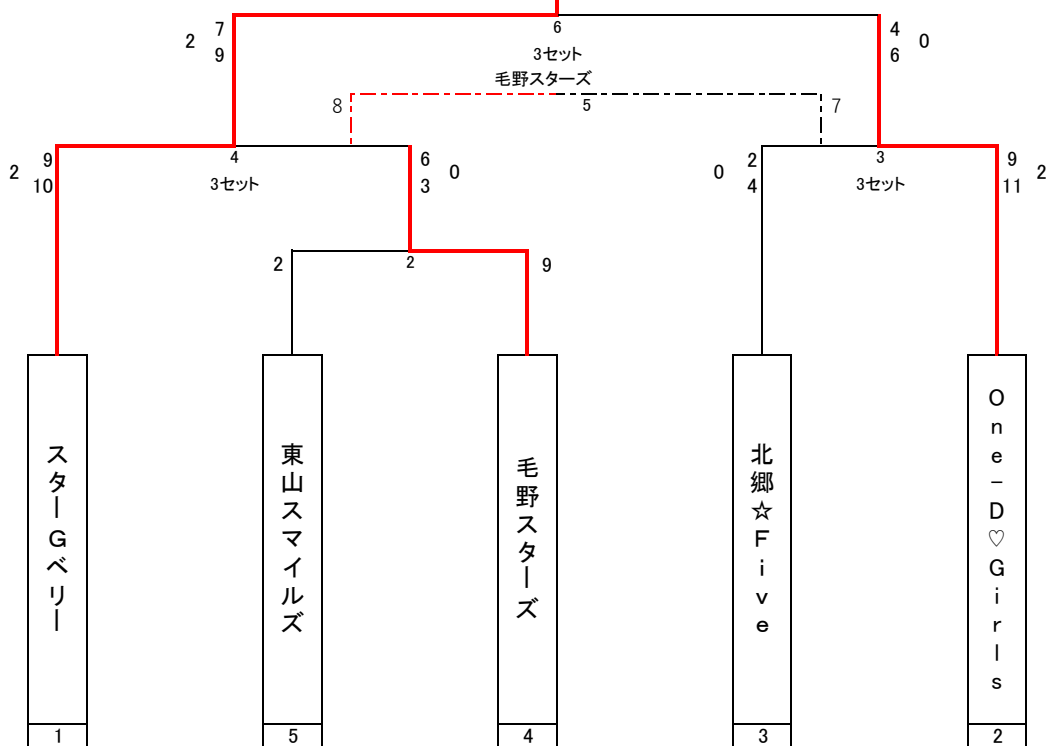 7 6 4
2 9 0 6
3セット
毛野スターズ
8 5 7
9 4 6 2 3 9
2 10 3セット 3 0 0 4 3セット 11 2
2 2 9
スターGベリー
東山スマイルズ
毛野スターズ
北郷☆Five
One-D♡Girls
1 5 4 3 2